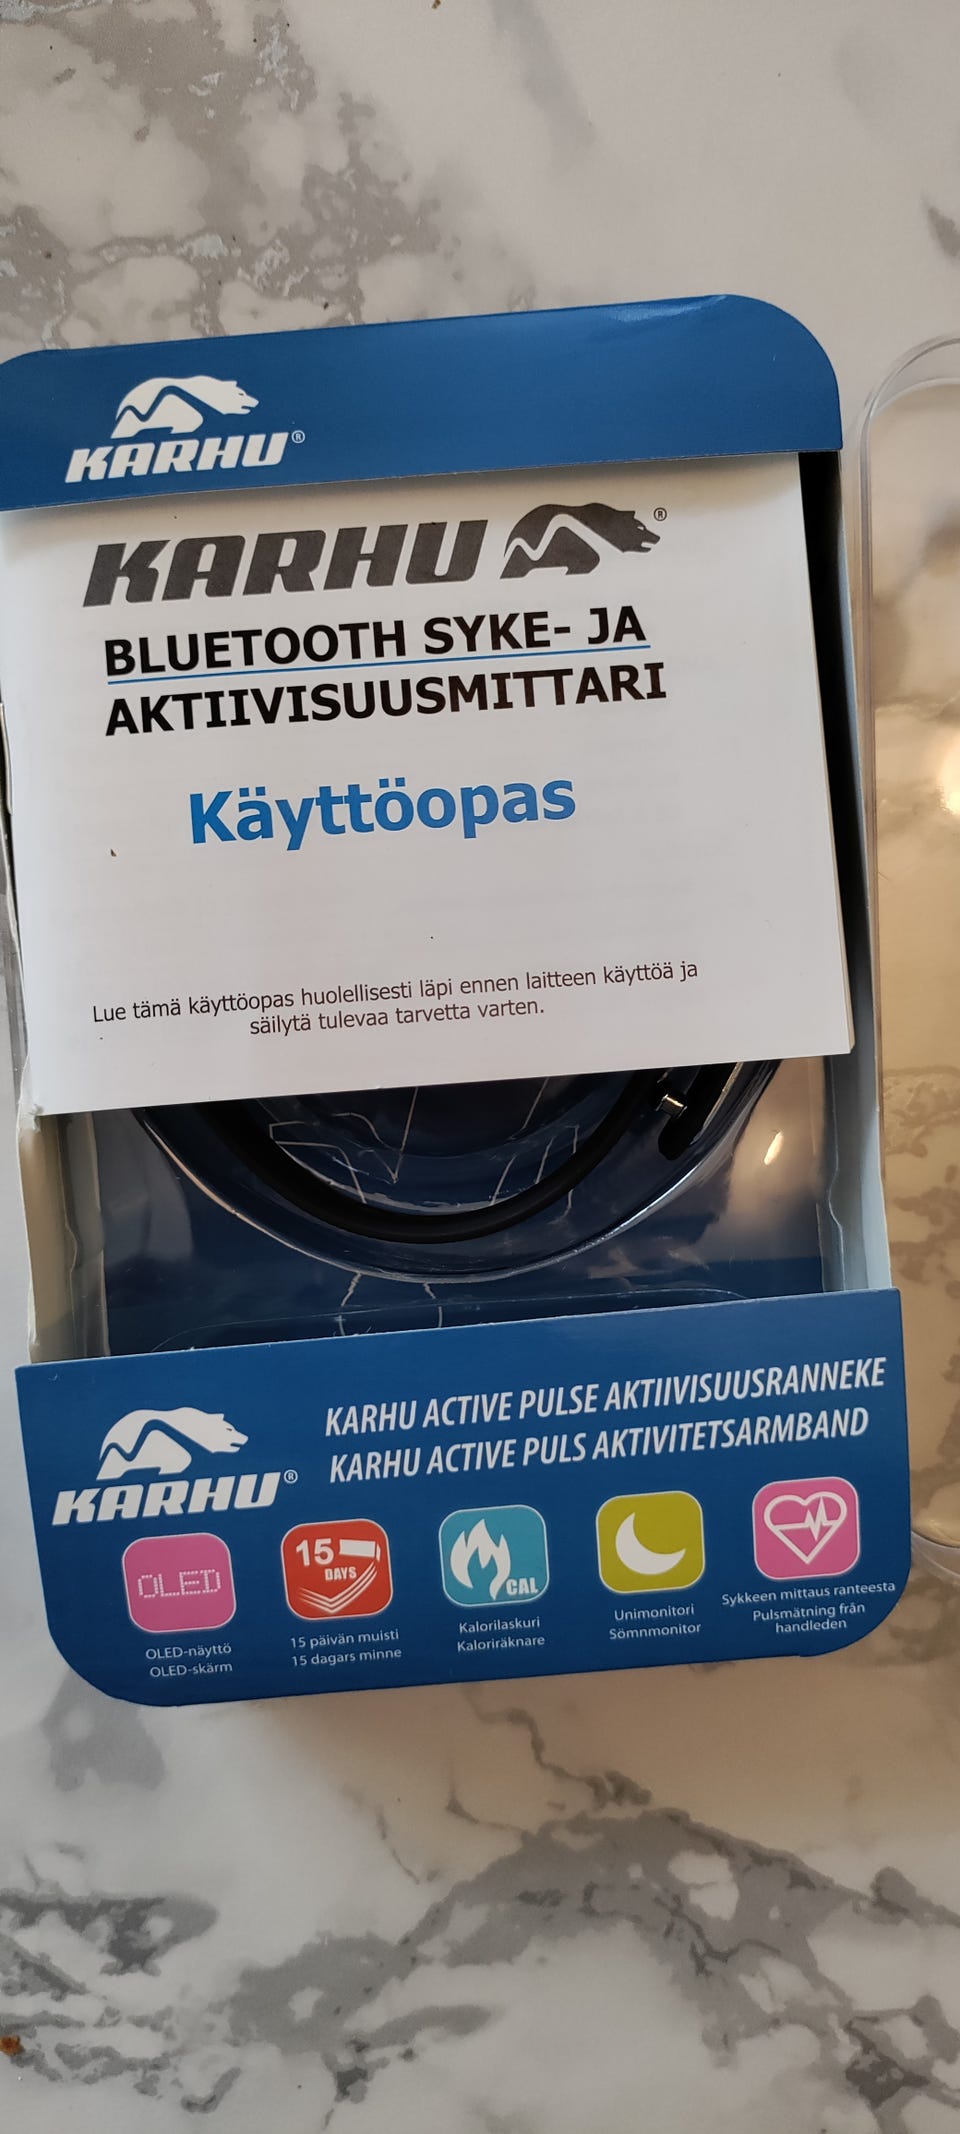 KARHU®
KARHU®
BLUETOOTH SYKE- JA
AKTIIVISUUSMITTARI
Käyttöopas
Lue tämä käyttöopas huolellisesti läpi ennen laitteen käyttöä ja
säilytä tulevaa tarvetta varten.
KARHU ACTIVE PULSE AKTIIVISUUSRANNEKE
KARHU ACTIVE PULS AKTIVITETSARMBAND
KARHU®
OLED
OLED-näyttö
OLED-skärm
15
DAYS
15 päivän muisti
15 dagars minne
CAL
Kalorilaskuri
Kaloriräknare
Unimonitori
Sömnmonitor
Sykkeen mittaus ranteesta
Pulsmätning från
handleden